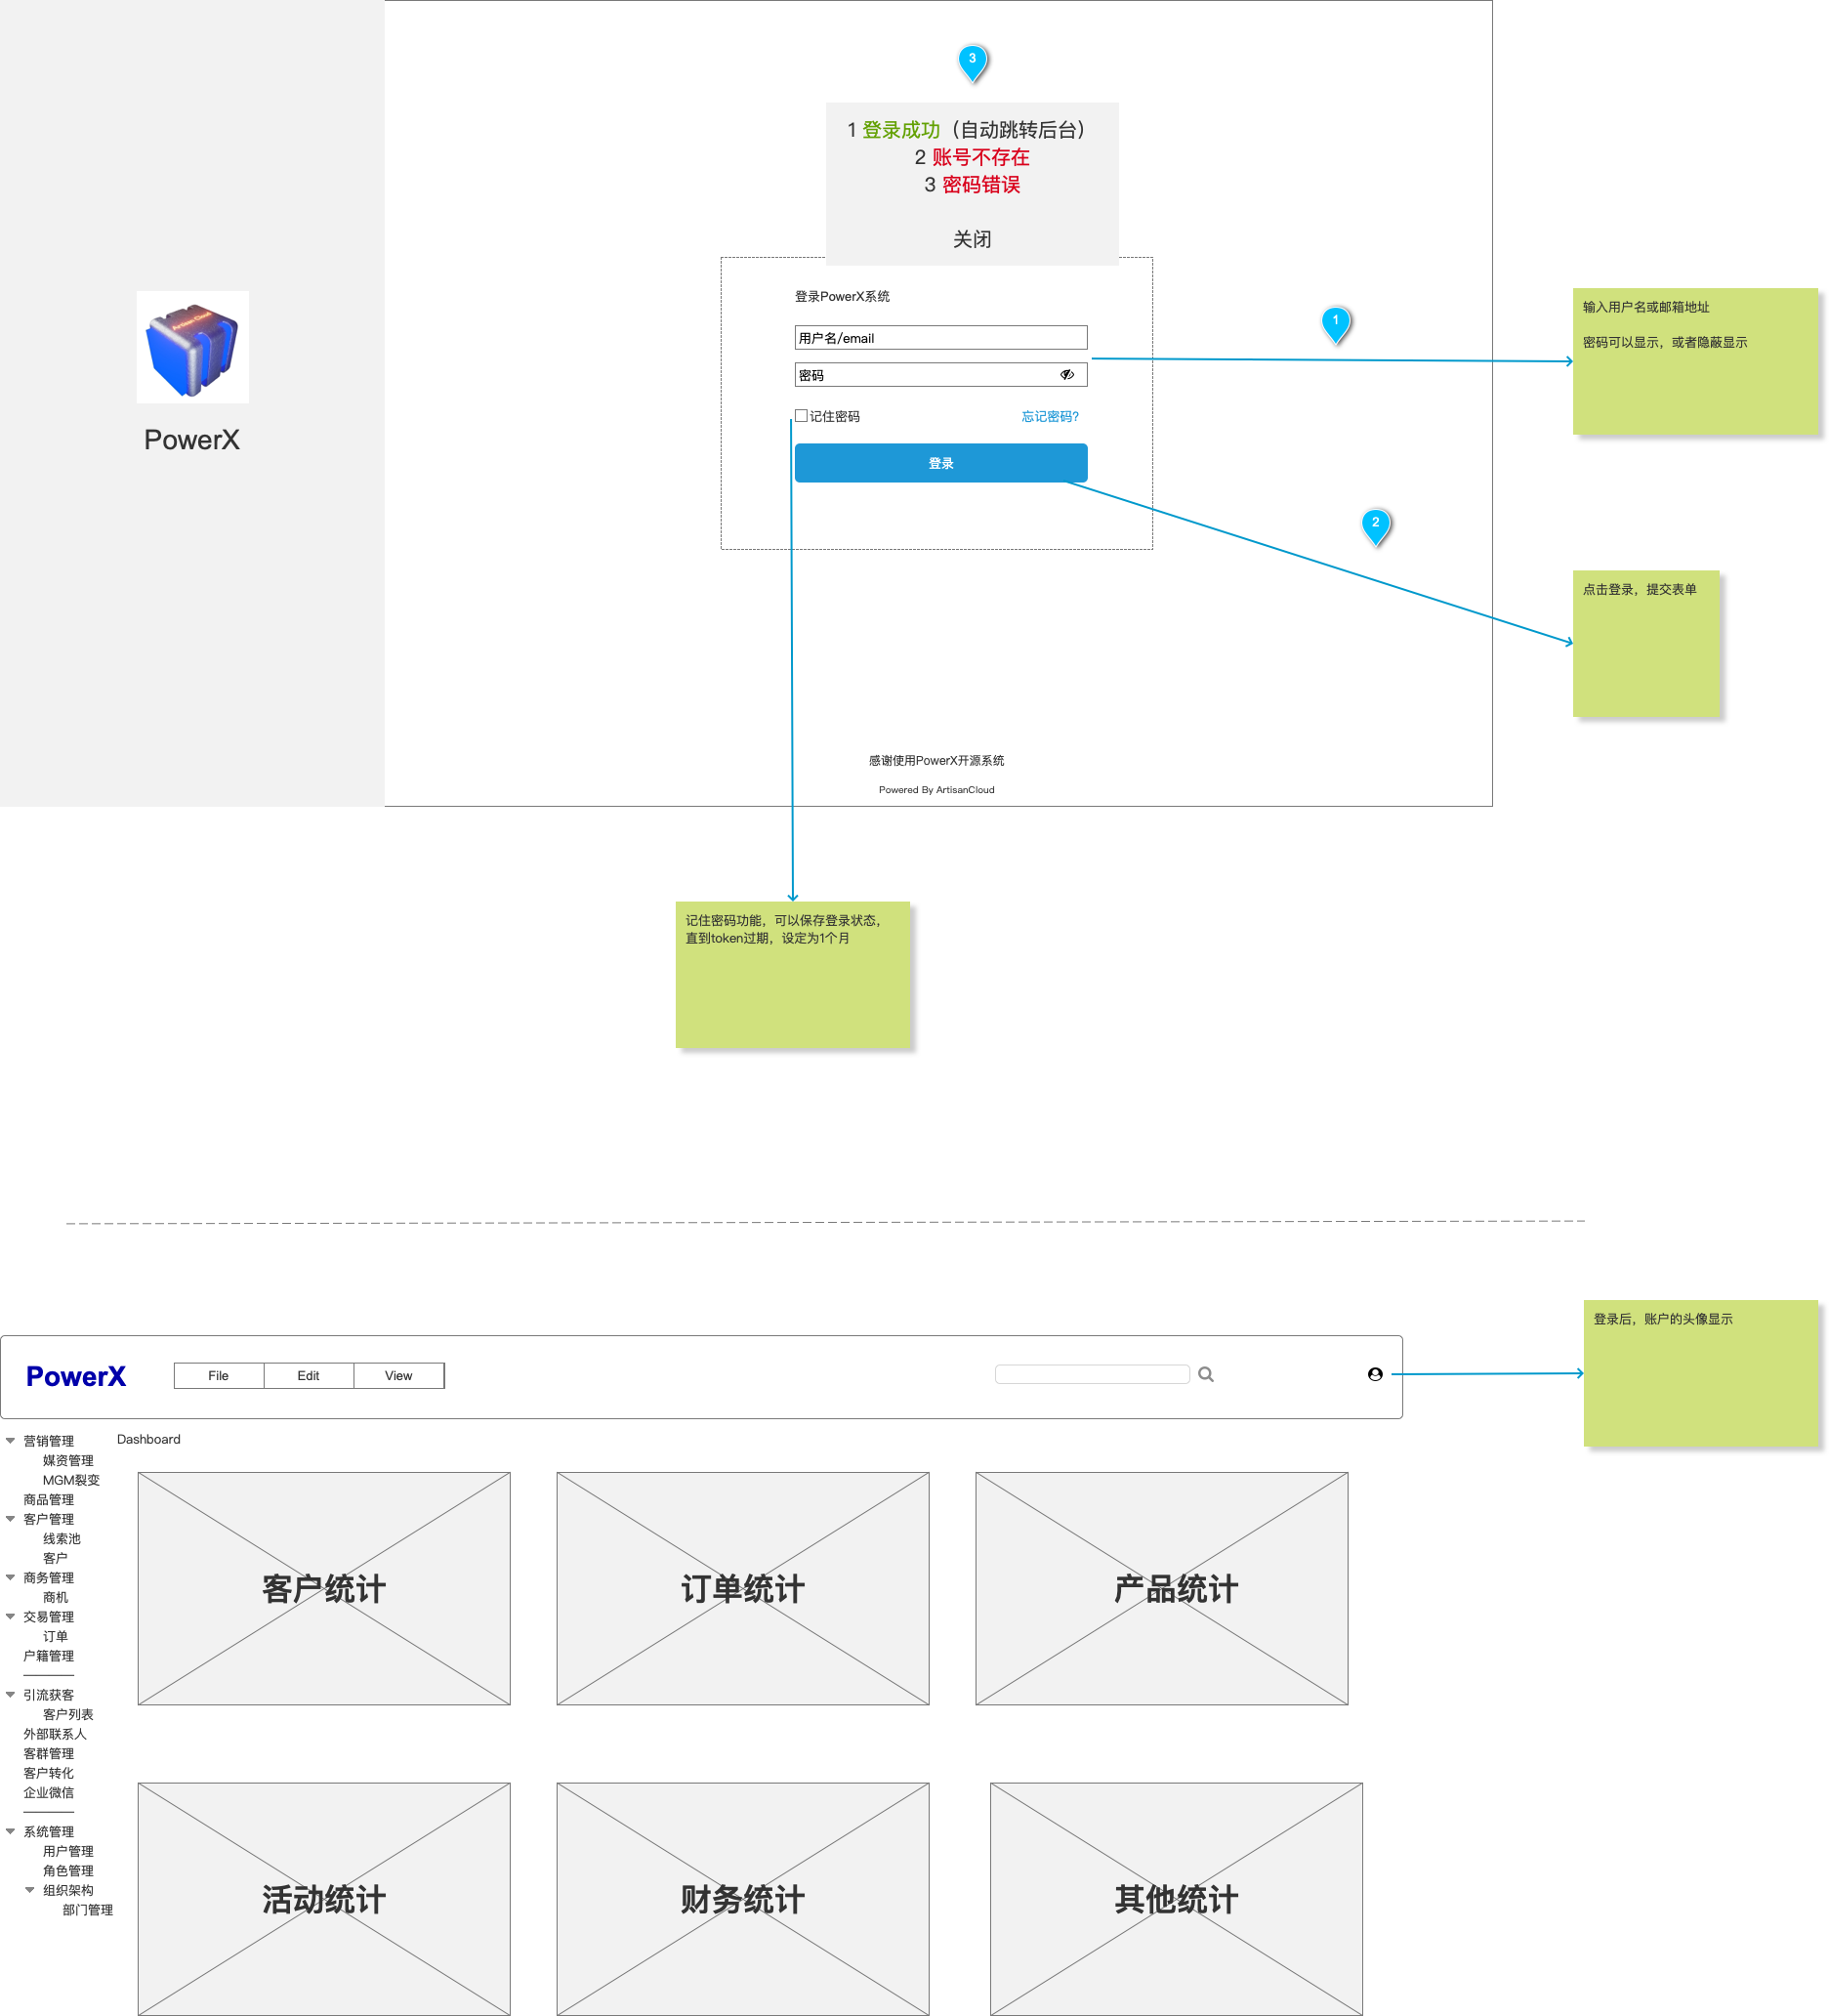 3
1 登录成功（自动跳转后台）
2 账号不存在
3 密码错误
关闭
Artisan Cloud
PowerX
登录PowerX系统
用户名/email
密码
记住密码
忘记密码?
登录
1
输入用户名或邮箱地址
密码可以显示，或者隐蔽显示
2
点击登录，提交表单
感谢使用PowerX开源系统
Powered By ArtisanCloud
记住密码功能，可以保存登录状态，
直到token过期，设定为1个月
登录后，账户的头像显示
PowerX
File
Edit
View
营销管理
媒资管理
MGM裂变
商品管理
客户管理
线索池
客户
商务管理
商机
交易管理
订单
户籍管理
引流获客
客户列表
外部联系人
客群管理
客户转化
企业微信
系统管理
用户管理
角色管理
组织架构
部门管理
Dashboard
客户统计
订单统计
产品统计
活动统计
财务统计
其他统计